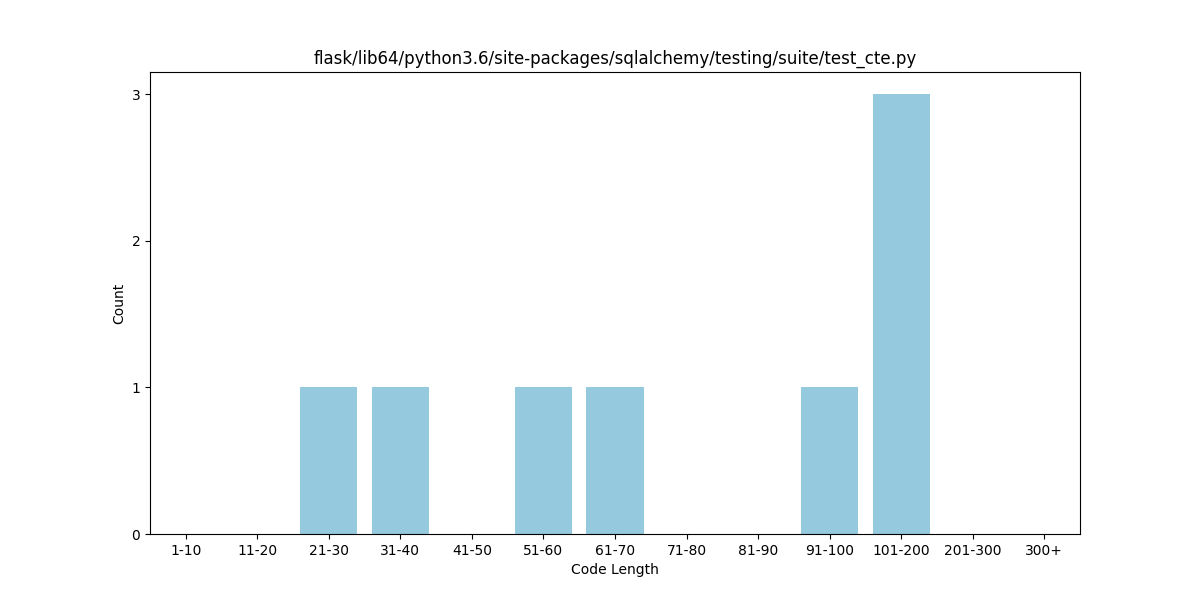 flask/lib64/python3.6/site-packages/sqlalchemy/testing/suite/test_cte.py
3
2
1
0
Count
1-10 11-20 21-30 31-40 41-50 51-60 61-70 71-80 81-90 91-100 101-200 201-300 300+
Code Length